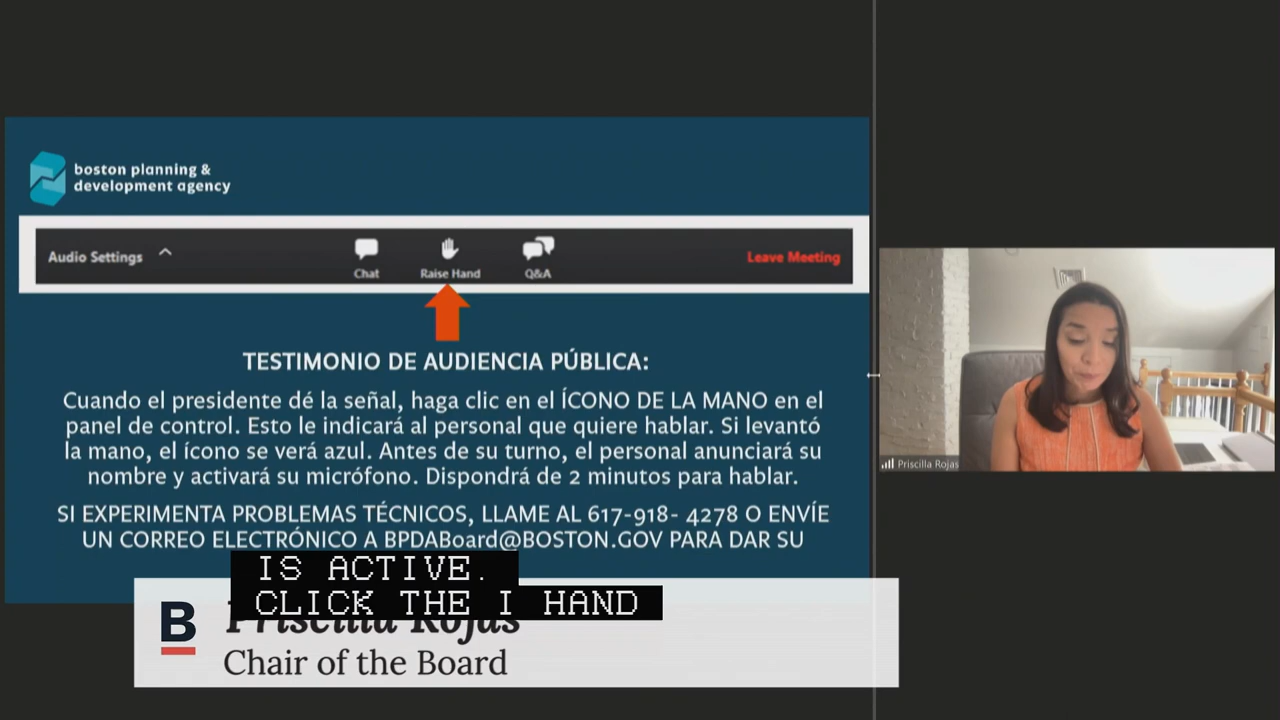 boston planning &
development agency
Audio Settings
Chat
Raise Hand
Q&A
Leave Meeting
TESTIMONIO DE AUDIENCIA PÚBLICA:
Cuando el presidente dé la señal, haga clic en el ÍCONO DE LA MANO en el
panel de control. Esto le indicará al personal que quiere hablar. Si levantó
la mano, el ícono se verá azul. Antes de su turno, el personal anunciará su
nombre y activará su micrófono. Dispondrá de 2 minutos para hablar.
SI EXPERIMENTA PROBLEMAS TÉCNICOS, LLAME AL 617-918- 4278 O ENVÍE
UN CORREO ELECTRÓNICO A BPDABoard@BOSTON.GOV PARA DAR SU
IS ACTIVE.
CLICK THE I HAND
B
Priscilla Rojas
Chair of the Board
Priscilla Rojas